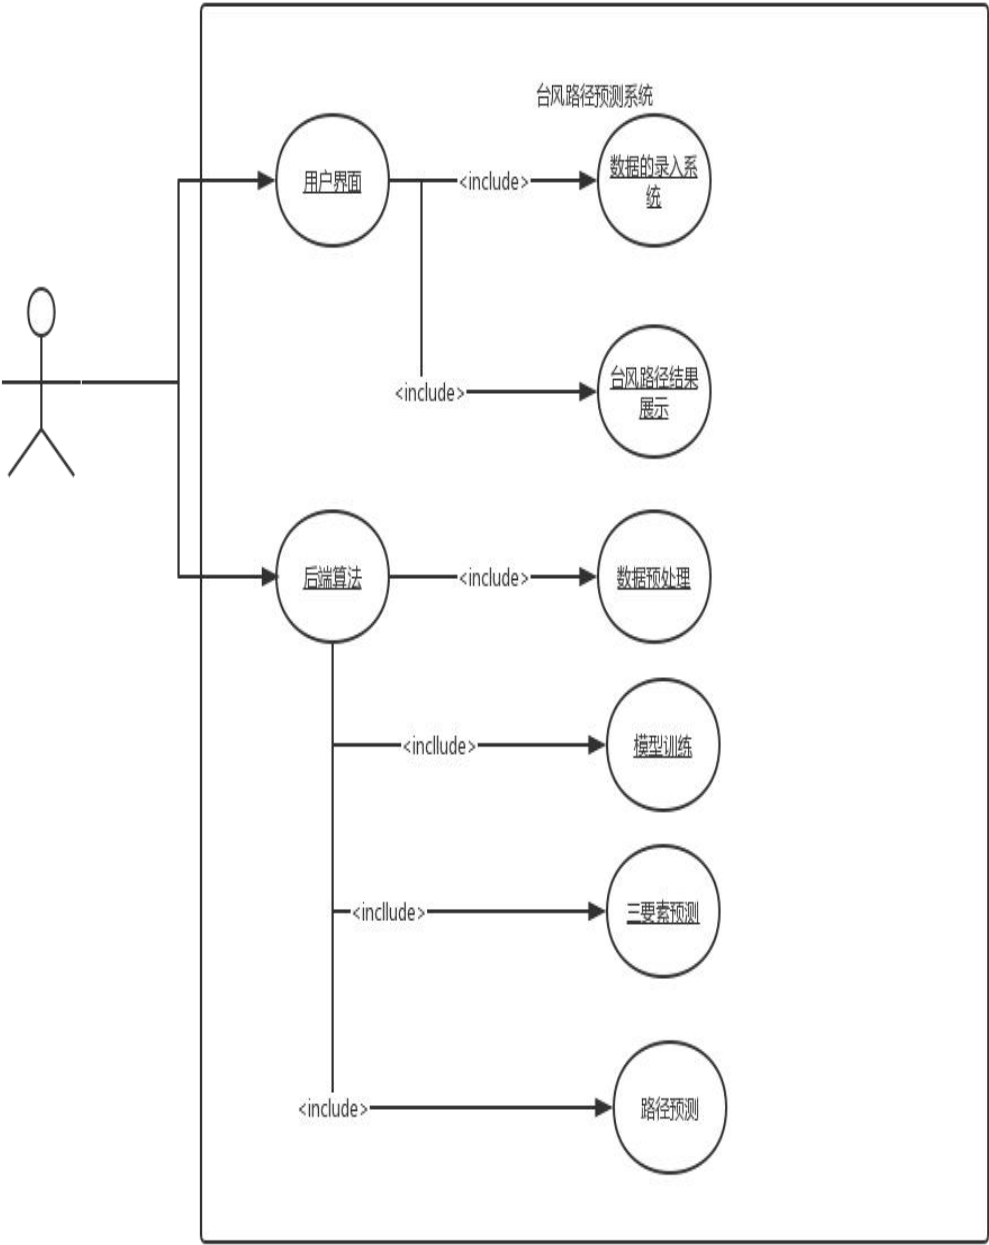 台风路径预测系统
用户界面
<include>
数据的录入系
统
<include>
台风路径结果
展示
后端算法
<include>
数据预处理
<incllude>
模型训练
<incllude>
三要素预测
<include>
路径预测